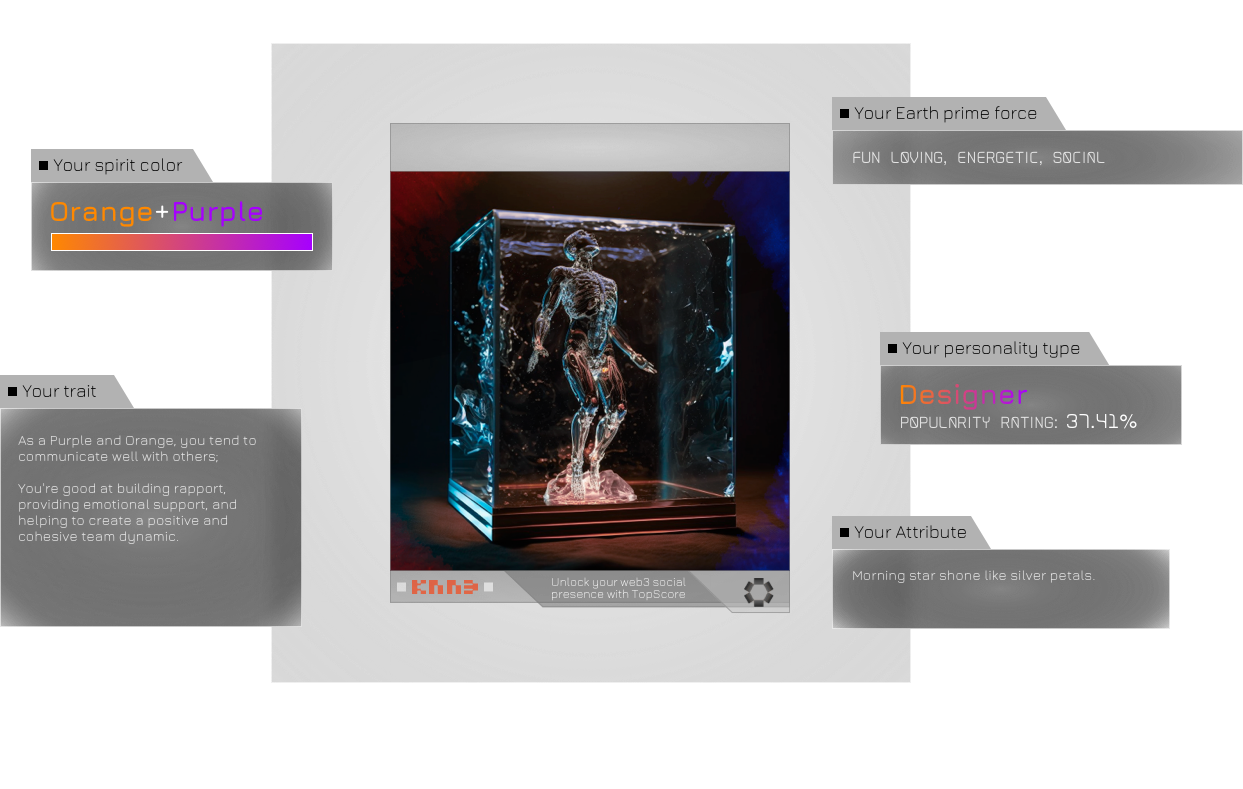 Your spirit color
Orange+Purple
Your trait
As a Purple and Orange, you tend to
communicate well with others;
You're good at building rapport,
providing emotional support, and
helping to create a positive and
cohesive team dynamic.
KNN3
Unlock your web3 social
presence with TopScore
Your Earth prime force
FUN LOVING, ENERGETIC, SOCIAL
Your personality type
Designer
POPULARITY RATING: 37.41%
Your Attribute
Morning star shone like silver petals.